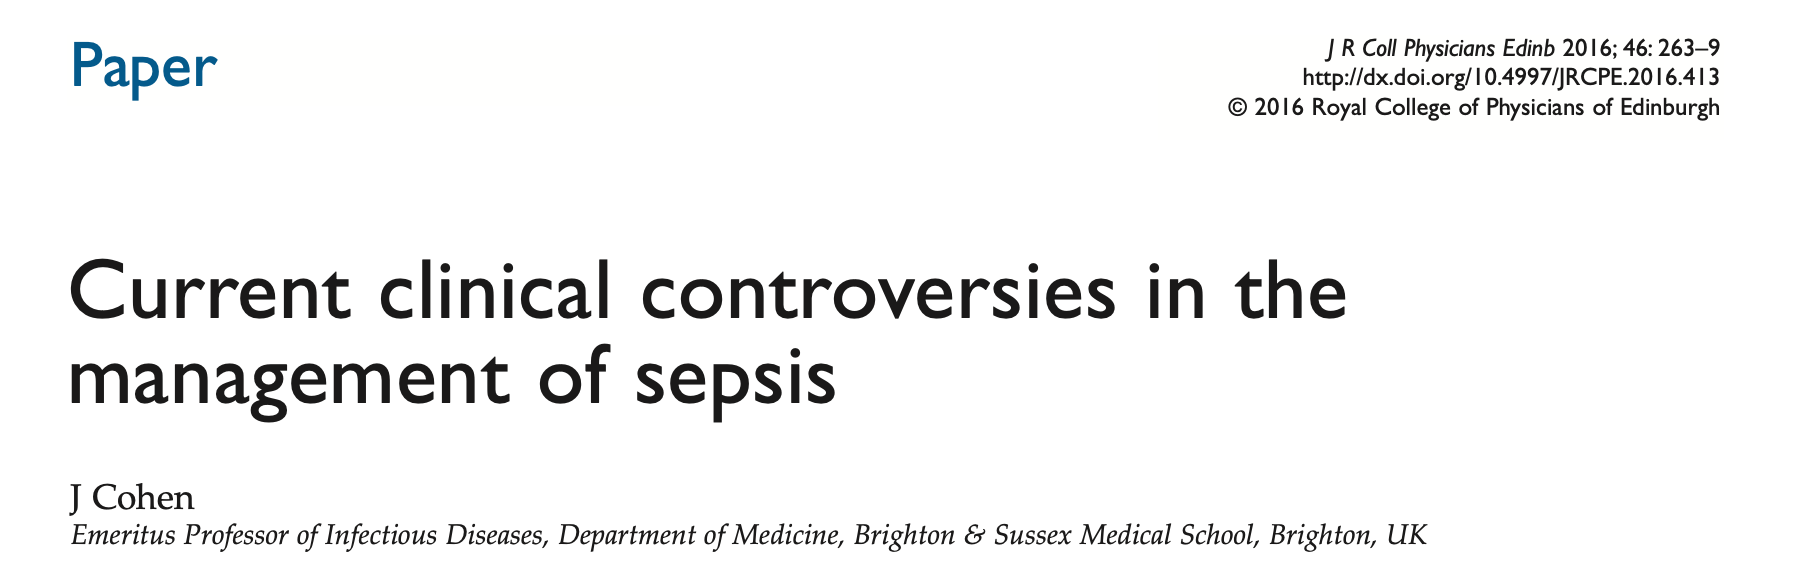 Paper
J R Coll Physicians Edinb 2016; 46: 263–9
http://dx.doi.org/10.4997/JRCPE.2016.413
© 2016 Royal College of Physicians of Edinburgh
Current clinical controversies in the
management of sepsis
J Cohen
Emeritus Professor of Infectious Diseases, Department of Medicine, Brighton & Sussex Medical School, Brighton, UK